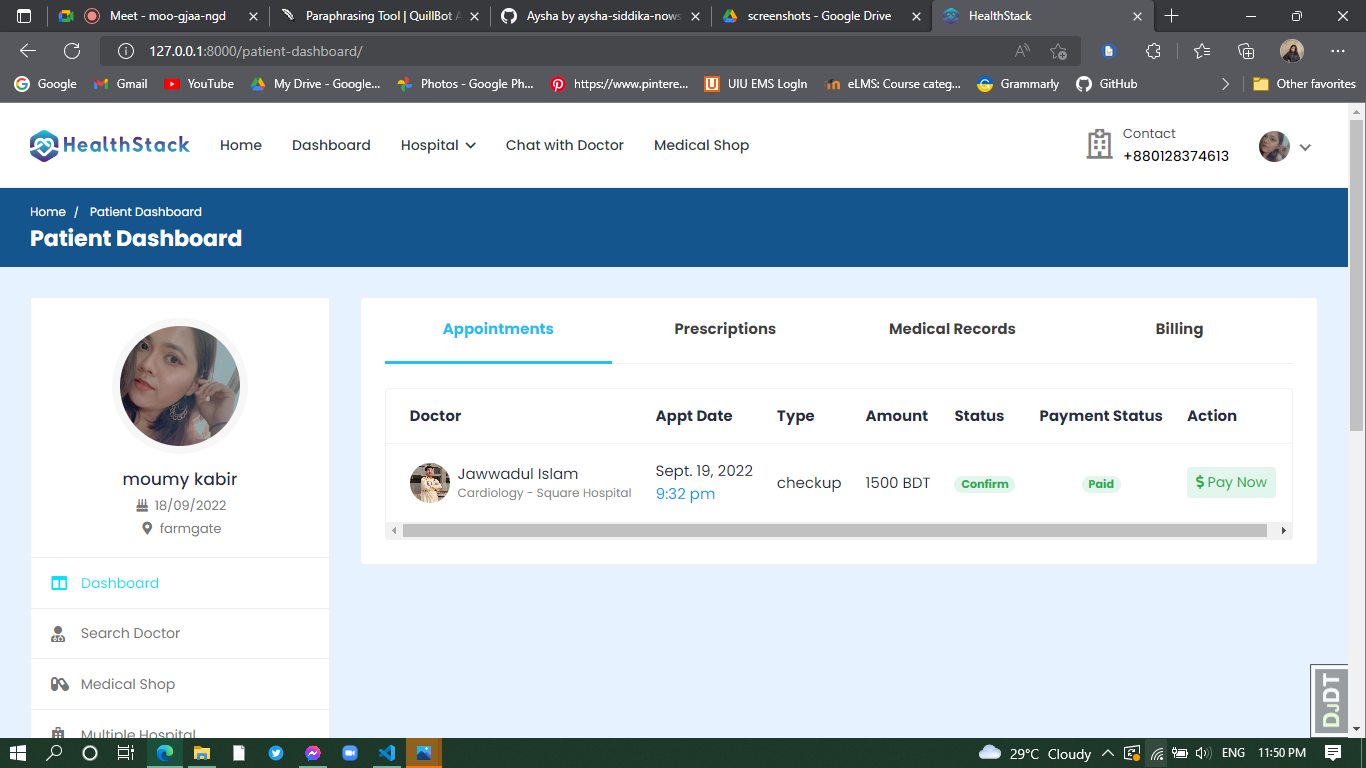 Meet - moo-gjaa-ngd
Paraphrasing Tool | QuillBot A
Aysha by aysha-siddika-nows
screenshots - Google Drive
HealthStack
127.0.0.1:8000/patient-dashboard/
Google
Gmail
YouTube
My Drive - Google...
Photos - Google Ph...
https://www.pintere...
UIU EMS LogIn
eLMS: Course categ...
Grammarly
GitHub
Other favorites
HealthStack
Home
Dashboard
Hospital
Chat with Doctor
Medical Shop
Contact
+880128374613
Home / Patient Dashboard
Patient Dashboard
moumy kabir
18/09/2022
farmgate
Dashboard
Search Doctor
Medical Shop
Multiple Hospital
Appointments
Prescriptions
Medical Records
Billing
Doctor Appt Date Type Amount Status Payment Status Action
Jawwadul Islam
Cardiology - Square Hospital
Sept. 19, 2022
9:32 pm
checkup
1500 BDT
Confirm
Paid
$ Pay Now
DjDT
29°C Cloudy
ENG
11:50 PM